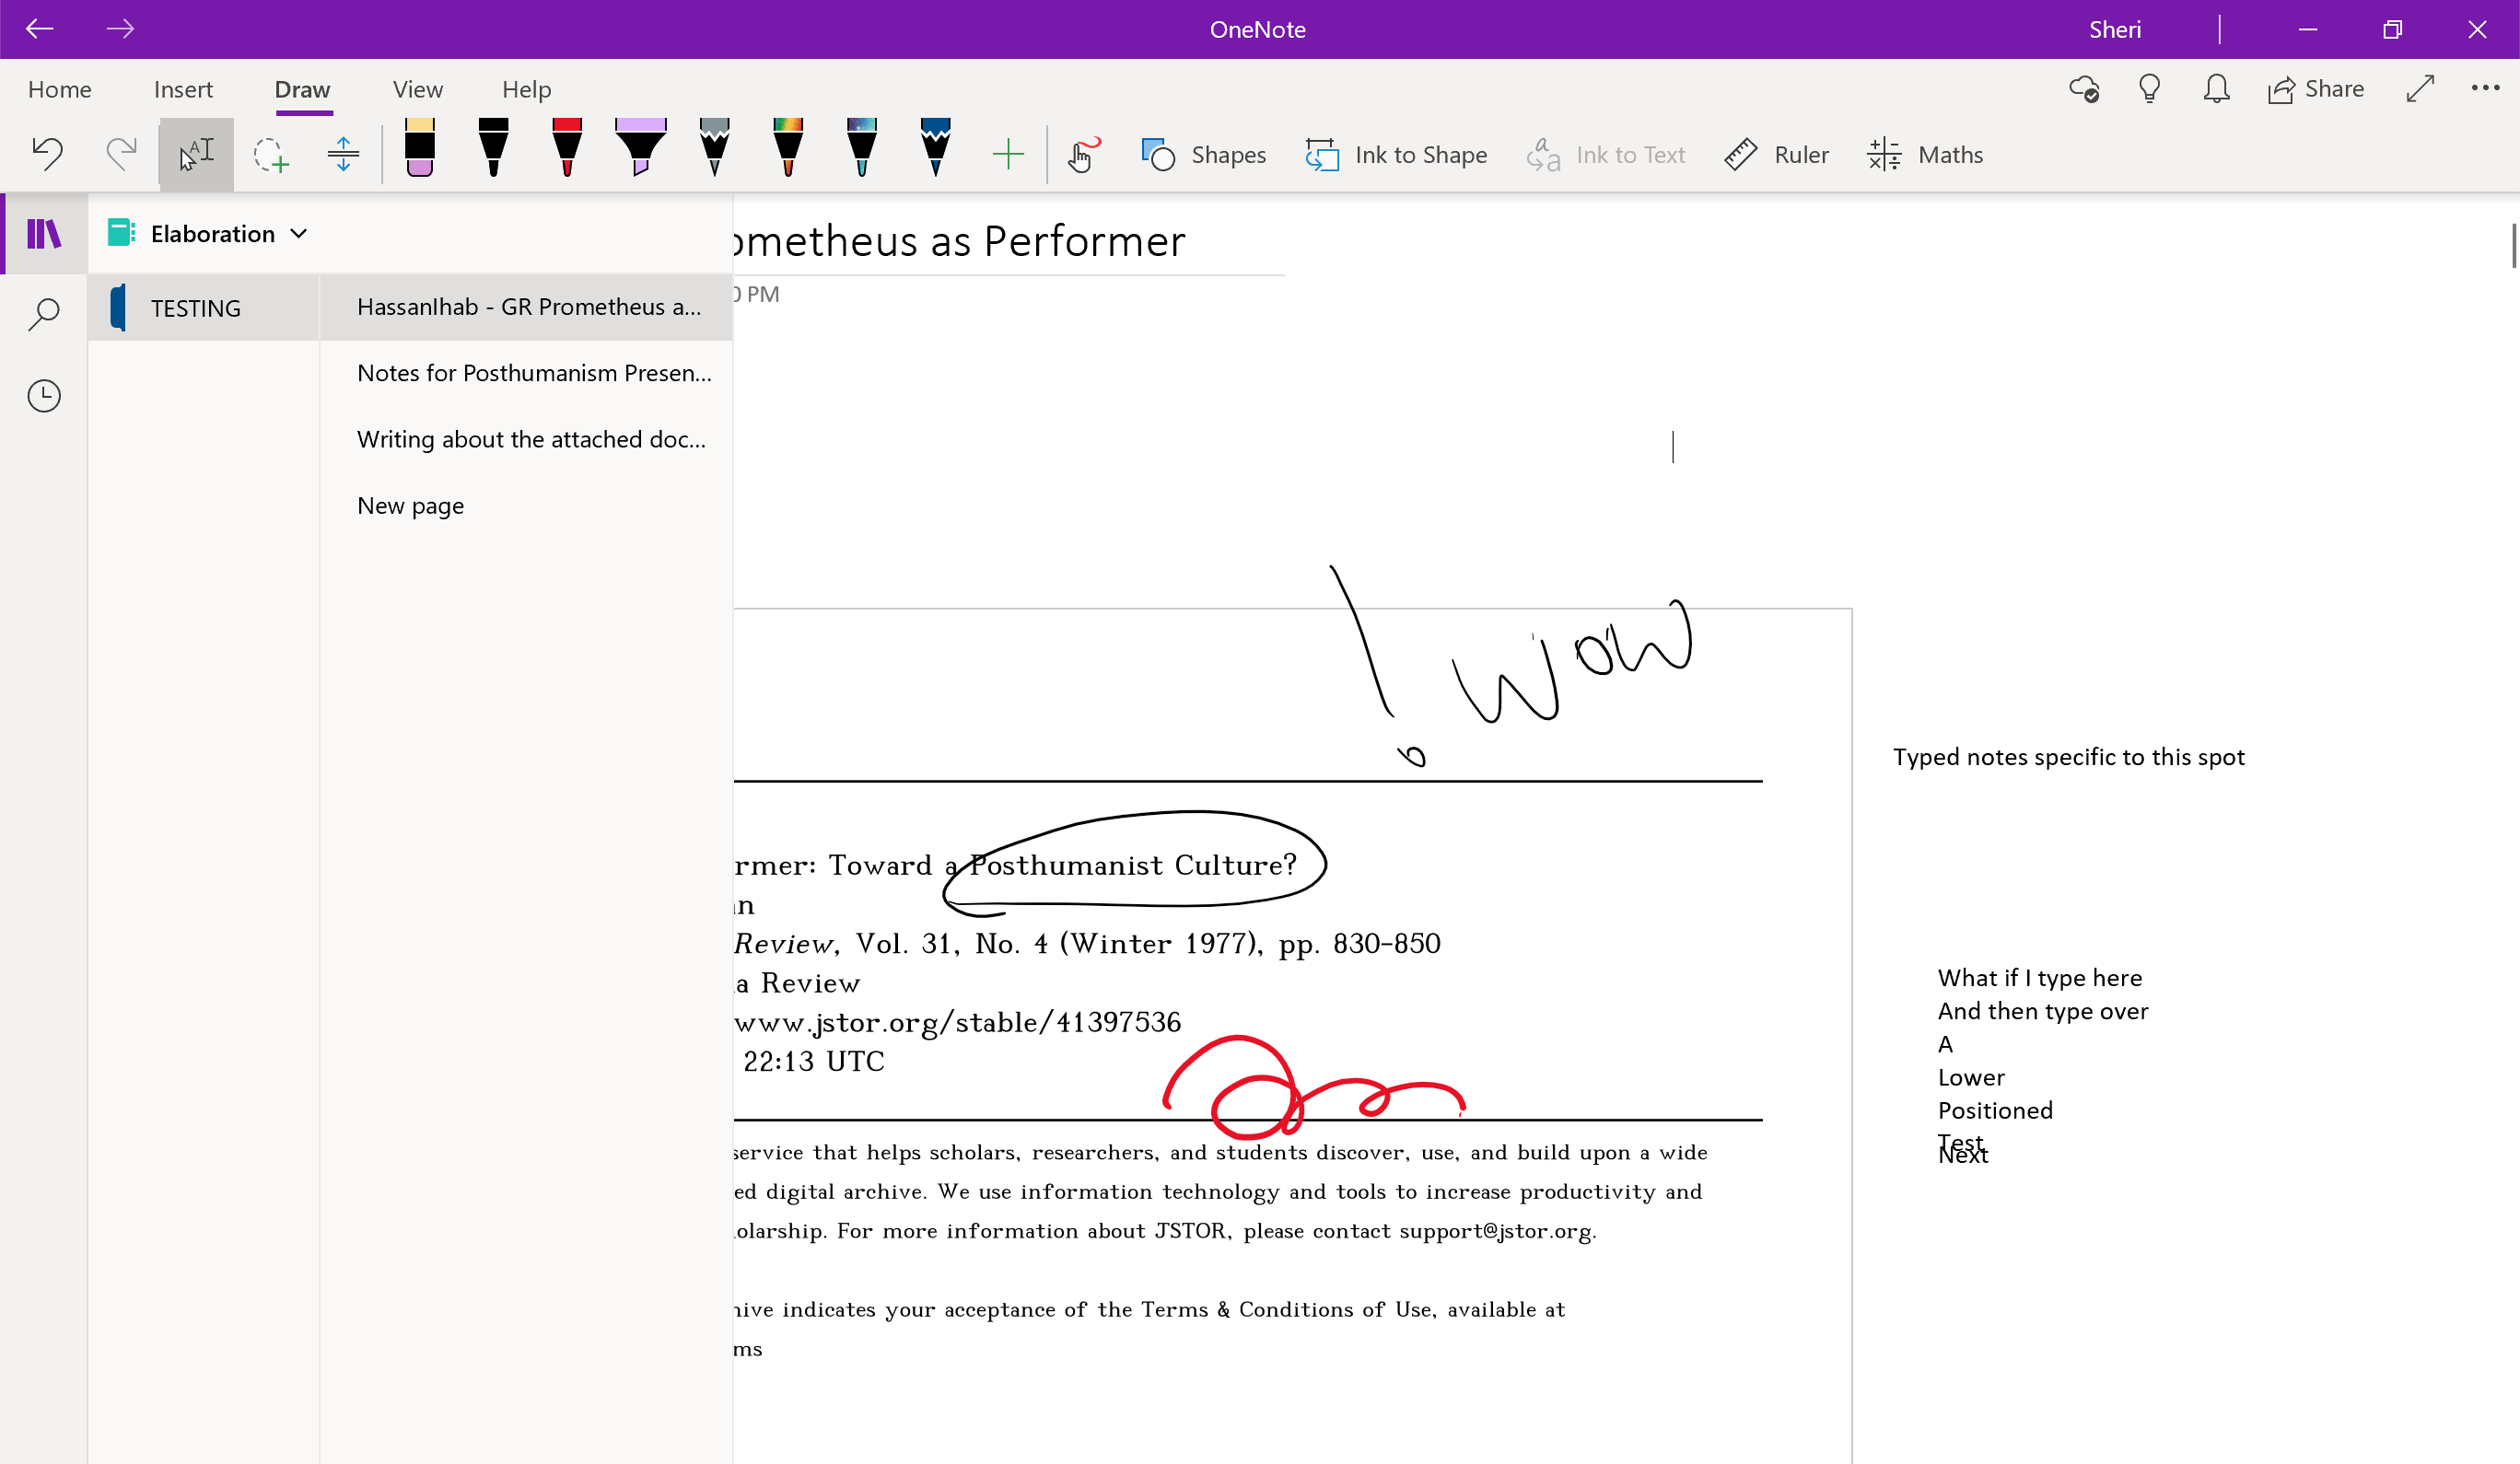 OneNote
Sheri
Home Insert Draw View Help
Share
Shapes Ink to Shape Ink to Text Ruler Maths
Elaboration
TESTING
HassanIhab - GR Prometheus a...
Notes for Posthumanism Presen...
Writing about the attached doc...
New page
ometheus as Performer
0 PM
! wow
Typed notes specific to this spot
rmer: Toward a Posthumanist Culture?
n
Review, Vol. 31, No. 4 (Winter 1977), pp. 830-850
a Review
www.jstor.org/stable/41397536
22:13 UTC
service that helps scholars, researchers, and students discover, use, and build upon a wide
ed digital archive. We use information technology and tools to increase productivity and
olarship. For more information about JSTOR, please contact support@jstor.org.
hive indicates your acceptance of the Terms & Conditions of Use, available at
ms
What if I type here
And then type over
A
Lower
Positioned
Test
Next